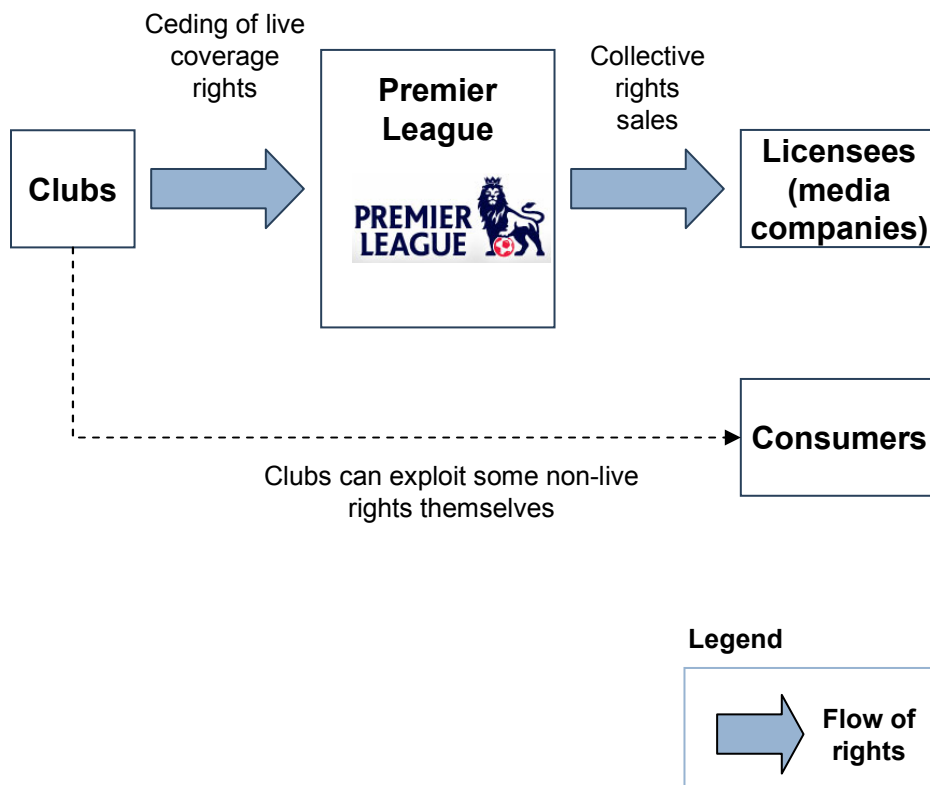 Ceding of live
coverage
rights
Clubs
Premier
League
PREMIER
LEAGUE
Collective
rights
sales
Licensees
(media
companies)
Consumers
Clubs can exploit some non-live
rights themselves
Legend
Flow of
rights